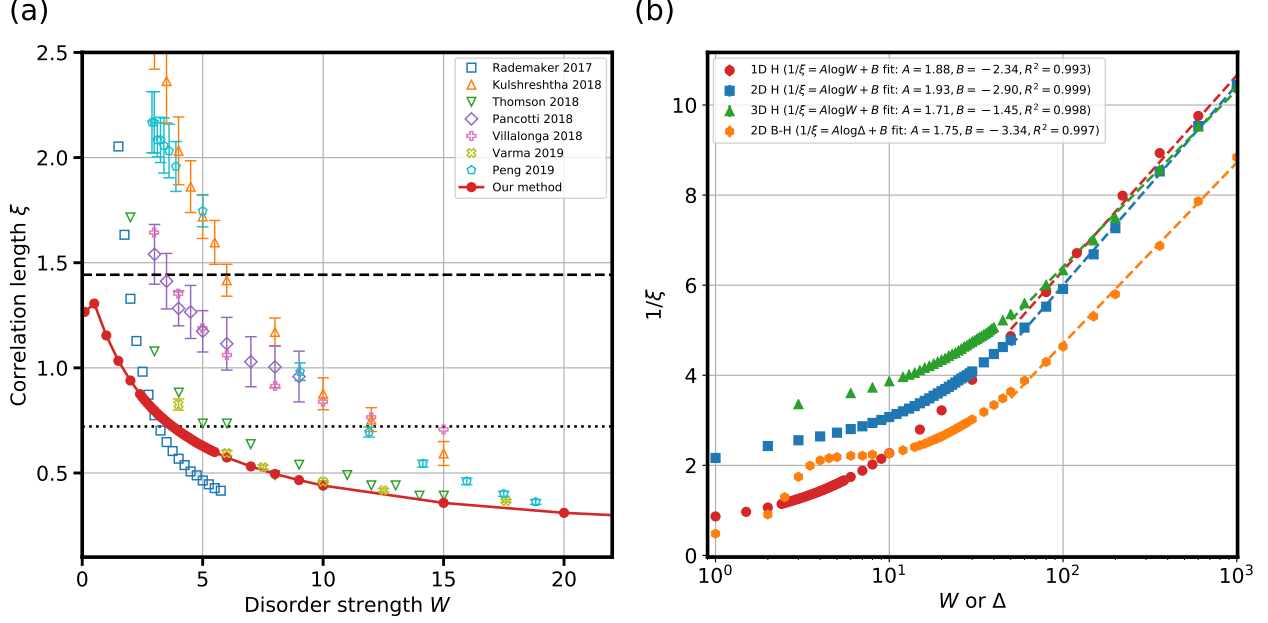 (a)
2.5
2.0
1.5
1.0
0.5
0
5
10
15
20
Correlation length ξ
Disorder strength W
Rademaker 2017
Kulshreshtha 2018
Thomson 2018
Pancotti 2018
Villalonga 2018
Varma 2019
Peng 2019
Our method
(b)
10
8
6
4
2
0
10⁰
10¹
10²
10³
1/ξ
W or Δ
1D H (1/ξ = AlogW + B fit: A = 1.88, B = −2.34, R² = 0.993)
2D H (1/ξ = AlogW + B fit: A = 1.93, B = −2.90, R² = 0.999)
3D H (1/ξ = AlogW + B fit: A = 1.71, B = −1.45, R² = 0.998)
2D B-H (1/ξ = AlogΔ + B fit: A = 1.75, B = −3.34, R² = 0.997)